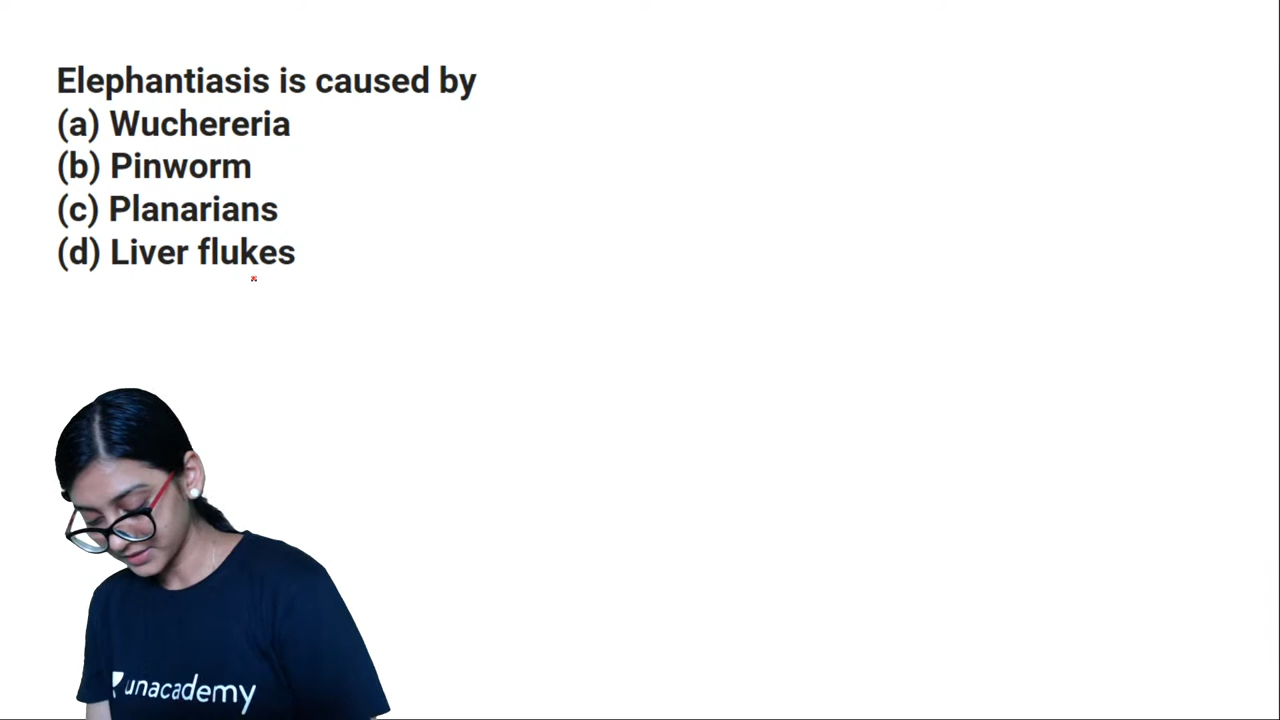 Elephantiasis is caused by
(a) Wuchereria
(b) Pinworm
(c) Planarians
(d) Liver flukes
unacademy